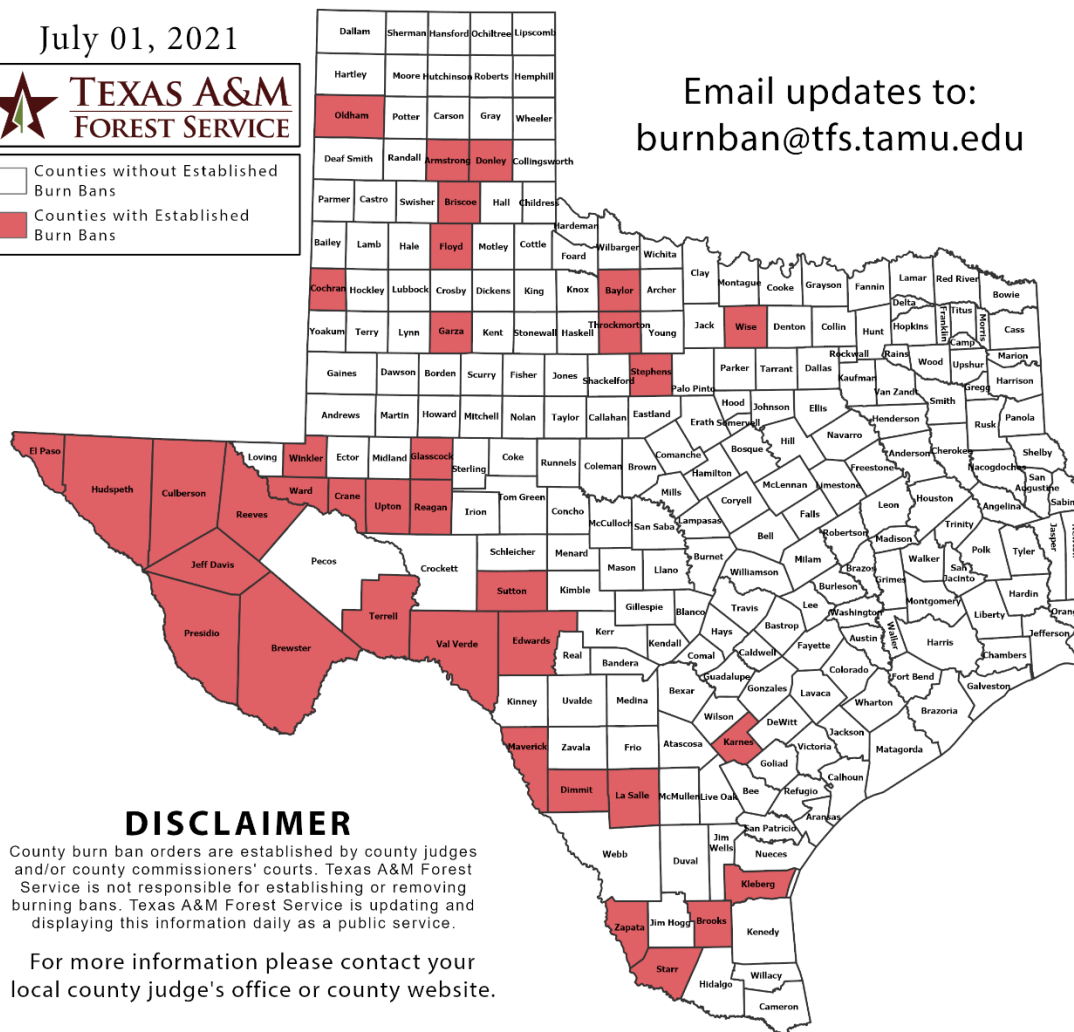 July 01, 2021
TEXAS A&M
FOREST SERVICE
Counties without Established
Burn Bans
Counties with Established
Burn Bans
Email updates to:
burnban@tfs.tamu.edu
Dallam Sherman Hansford Ochiltree Lipscomb
Hartley Moore Hutchinson Roberts Hemphill
Oldham Potter Carson Gray Wheeler
Deaf Smith Randall Armstrong Donley Collingsworth
Parmer Castro Swisher Briscoe Hall Childress
Hardeman
Bailey Lamb Hale Floyd Motley Cottle Foard Wilbarger Wichita
Clay Montague Cooke Grayson Fannin Lamar Red River Bowie
Cochran Hockley Lubbock Crosby Dickens King Knox Baylor Archer
Delta Franklin Titus Morris Cass
Yoakum Terry Lynn Garza Kent Stonewall Haskell Throckmorton Young Jack Wise Denton Collin Hunt Hopkins Camp
Rockwall Rains Wood Upshur Marion
Gaines Dawson Borden Scurry Fisher Jones Shackelford Stephens Palo Pinto Parker Tarrant Dallas Kaufman Van Zandt Gregg Harrison
Hood Johnson Ellis Smith
Andrews Martin Howard Mitchell Nolan Taylor Callahan Eastland Erath Somervell Henderson Rusk Panola
El Paso Hudspeth Culberson Loving Winkler Ector Midland Glasscock Sterling Coke Runnels Coleman Brown Comanche Bosque Hill Navarro Anderson Cherokee Shelby
Hamilton Freestone Nacogdoches San Augustine Sabine
Reeves Ward Crane Upton Reagan Irion Tom Green Concho McCulloch San Saba Mills Lampasas Coryell McLennan Limestone Falls Leon Houston Angelina
Bell Robertson Madison Trinity Jasper
Jeff Davis Pecos Crockett Schleicher Menard Mason Llano Burnet Williamson Milam Brazos Grimes Walker San Jacinto Polk Tyler
Presidio Brewster Terrell Sutton Kimble Gillespie Blanco Travis Lee Burleson Washington Montgomery Liberty Hardin
Val Verde Edwards Kerr Real Bandera Kendall Hays Comal Caldwell Bastrop Fayette Austin Waller Harris Chambers Jefferson
Kinney Uvalde Medina Bexar Guadalupe Gonzales Lavaca Colorado Fort Bend Galveston
Wilson DeWitt Wharton Brazoria
Maverick Zavala Frio Atascosa Karnes Victoria Jackson Matagorda
Goliad Calhoun
Dimmit La Salle McMullen Live Oak Bee Refugio
Aransas
San Patricio
Webb Duval Jim Wells Nueces
Kleberg
Zapata Jim Hogg Brooks Kenedy
Starr Hidalgo Willacy
Cameron
DISCLAIMER
County burn ban orders are established by county judges
and/or county commissioners' courts. Texas A&M Forest
Service is not responsible for establishing or removing
burning bans. Texas A&M Forest Service is updating and
displaying this information daily as a public service.
For more information please contact your
local county judge's office or county website.